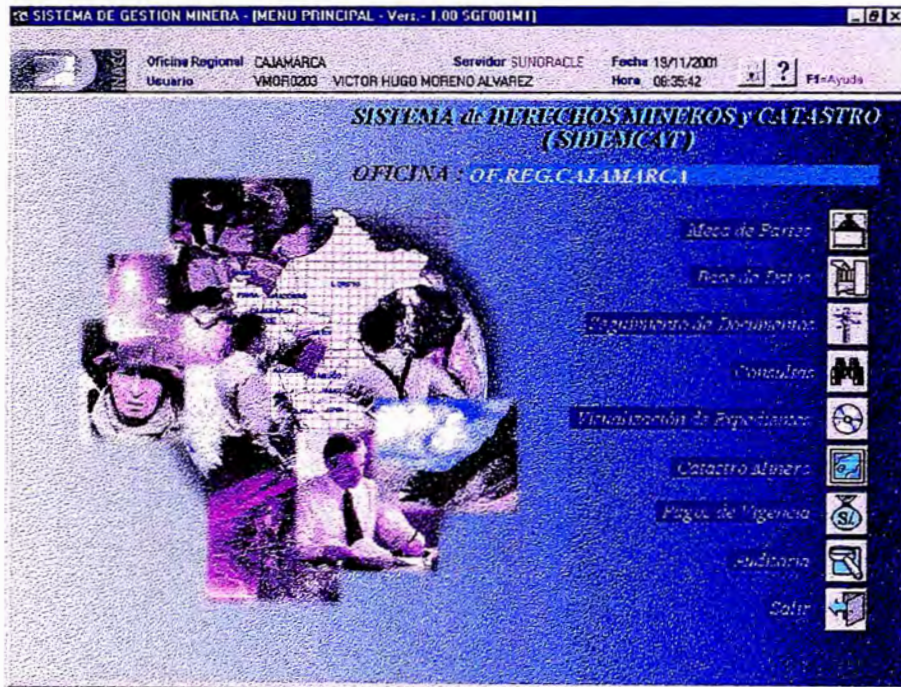 SISTEMA DE GESTION MINERA - [MENU PRINCIPAL - Vers.- 1.00 SGF001M1]
Oficina Regional CAJAMARCA Servidor SUNORACLE Fecha 19/11/2001
Usuario VMOR0203 VICTOR HUGO MORENO ALVAREZ Hora 06:35:42 ? F1=Ayuda
SISTEMA de DERECHOS MINEROS y CATASTRO
(SIDEMCAT)
OFICINA : OF.REG.CAJAMARCA
Mesa de Partes
Base de Datos
Seguimiento de Documentos
Consultas
Visualización de Expedientes
Catastro Minero
Pagos de Vigencia
Auditoria
Salir
LORETO
CAJAMARCA
S/.